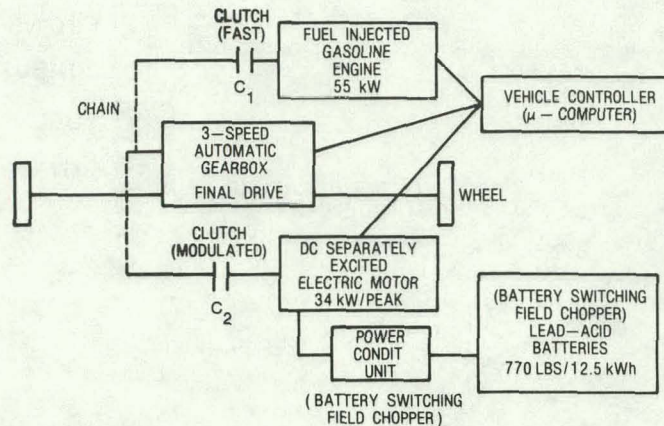 CLUTCH
(FAST)
C1
FUEL INJECTED
GASOLINE
ENGINE
55 kW
VEHICLE CONTROLLER
(μ – COMPUTER)
CHAIN
3–SPEED
AUTOMATIC
GEARBOX
FINAL DRIVE
WHEEL
CLUTCH
(MODULATED)
C2
DC SEPARATELY
EXCITED
ELECTRIC MOTOR
34 kW/PEAK
POWER
CONDIT
UNIT
(BATTERY SWITCHING
FIELD CHOPPER)
(BATTERY SWITCHING
FIELD CHOPPER)
LEAD–ACID
BATTERIES
770 LBS/12.5 kWh